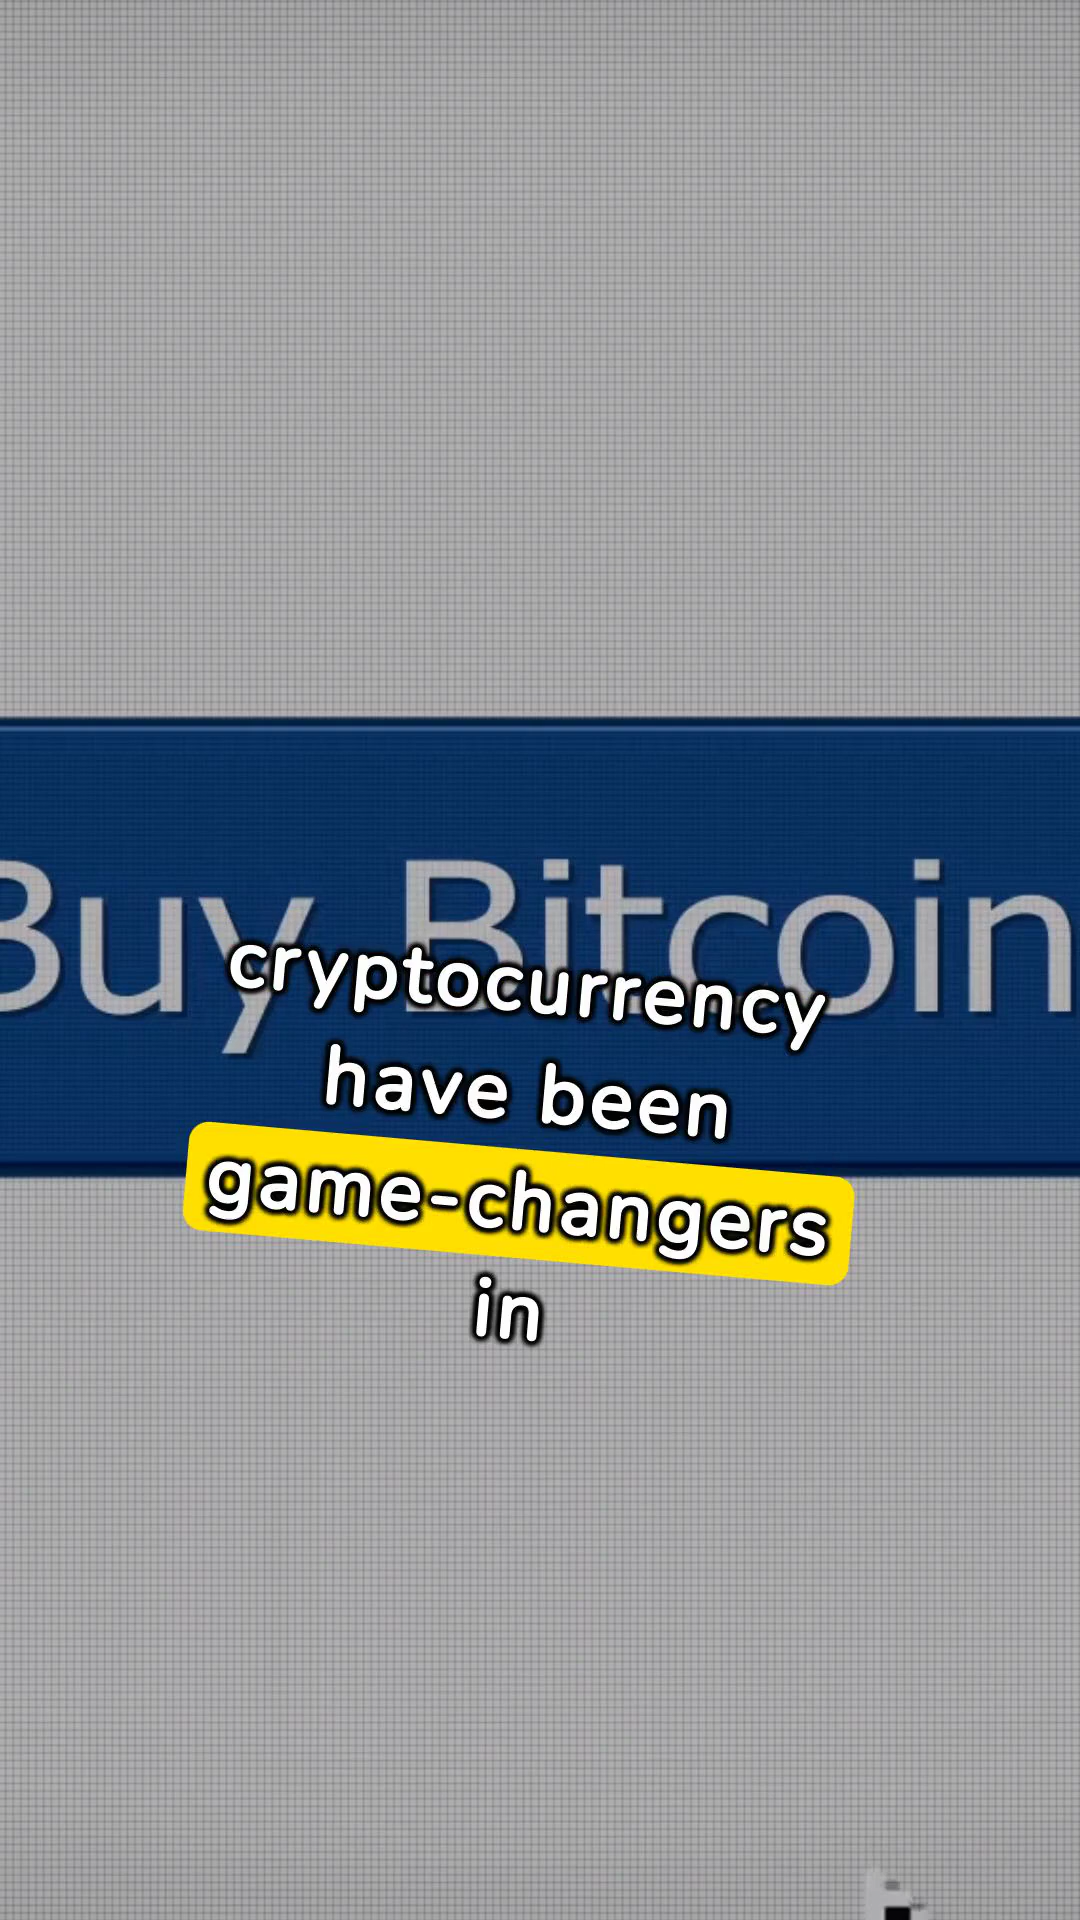 Buy Bitcoin
cryptocurrency
have been
game-changers
in